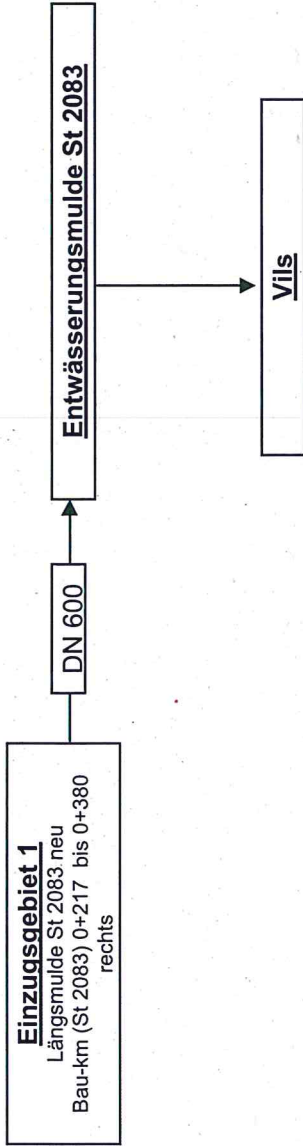 Einzugsgebiet 1
Längsmulde St 2083 neu
Bau-km (St 2083) 0+217 bis 0+380
rechts
DN 600
Entwässerungsmulde St 2083
Vils